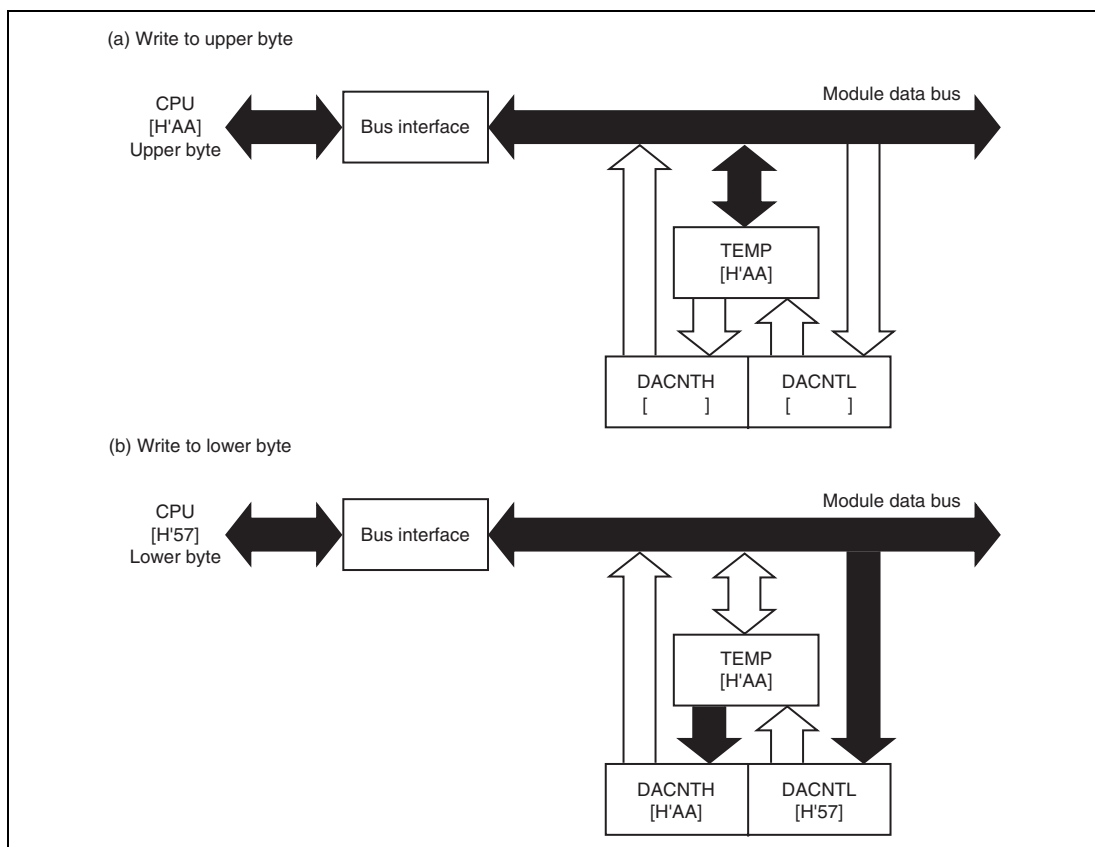 (a) Write to upper byte
Module data bus
CPU
[H'AA]
Upper byte
Bus interface
TEMP
[H'AA]
DACNTH
[ ]
DACNTL
[ ]
(b) Write to lower byte
Module data bus
CPU
[H'57]
Lower byte
Bus interface
TEMP
[H'AA]
DACNTH
[H'AA]
DACNTL
[H'57]